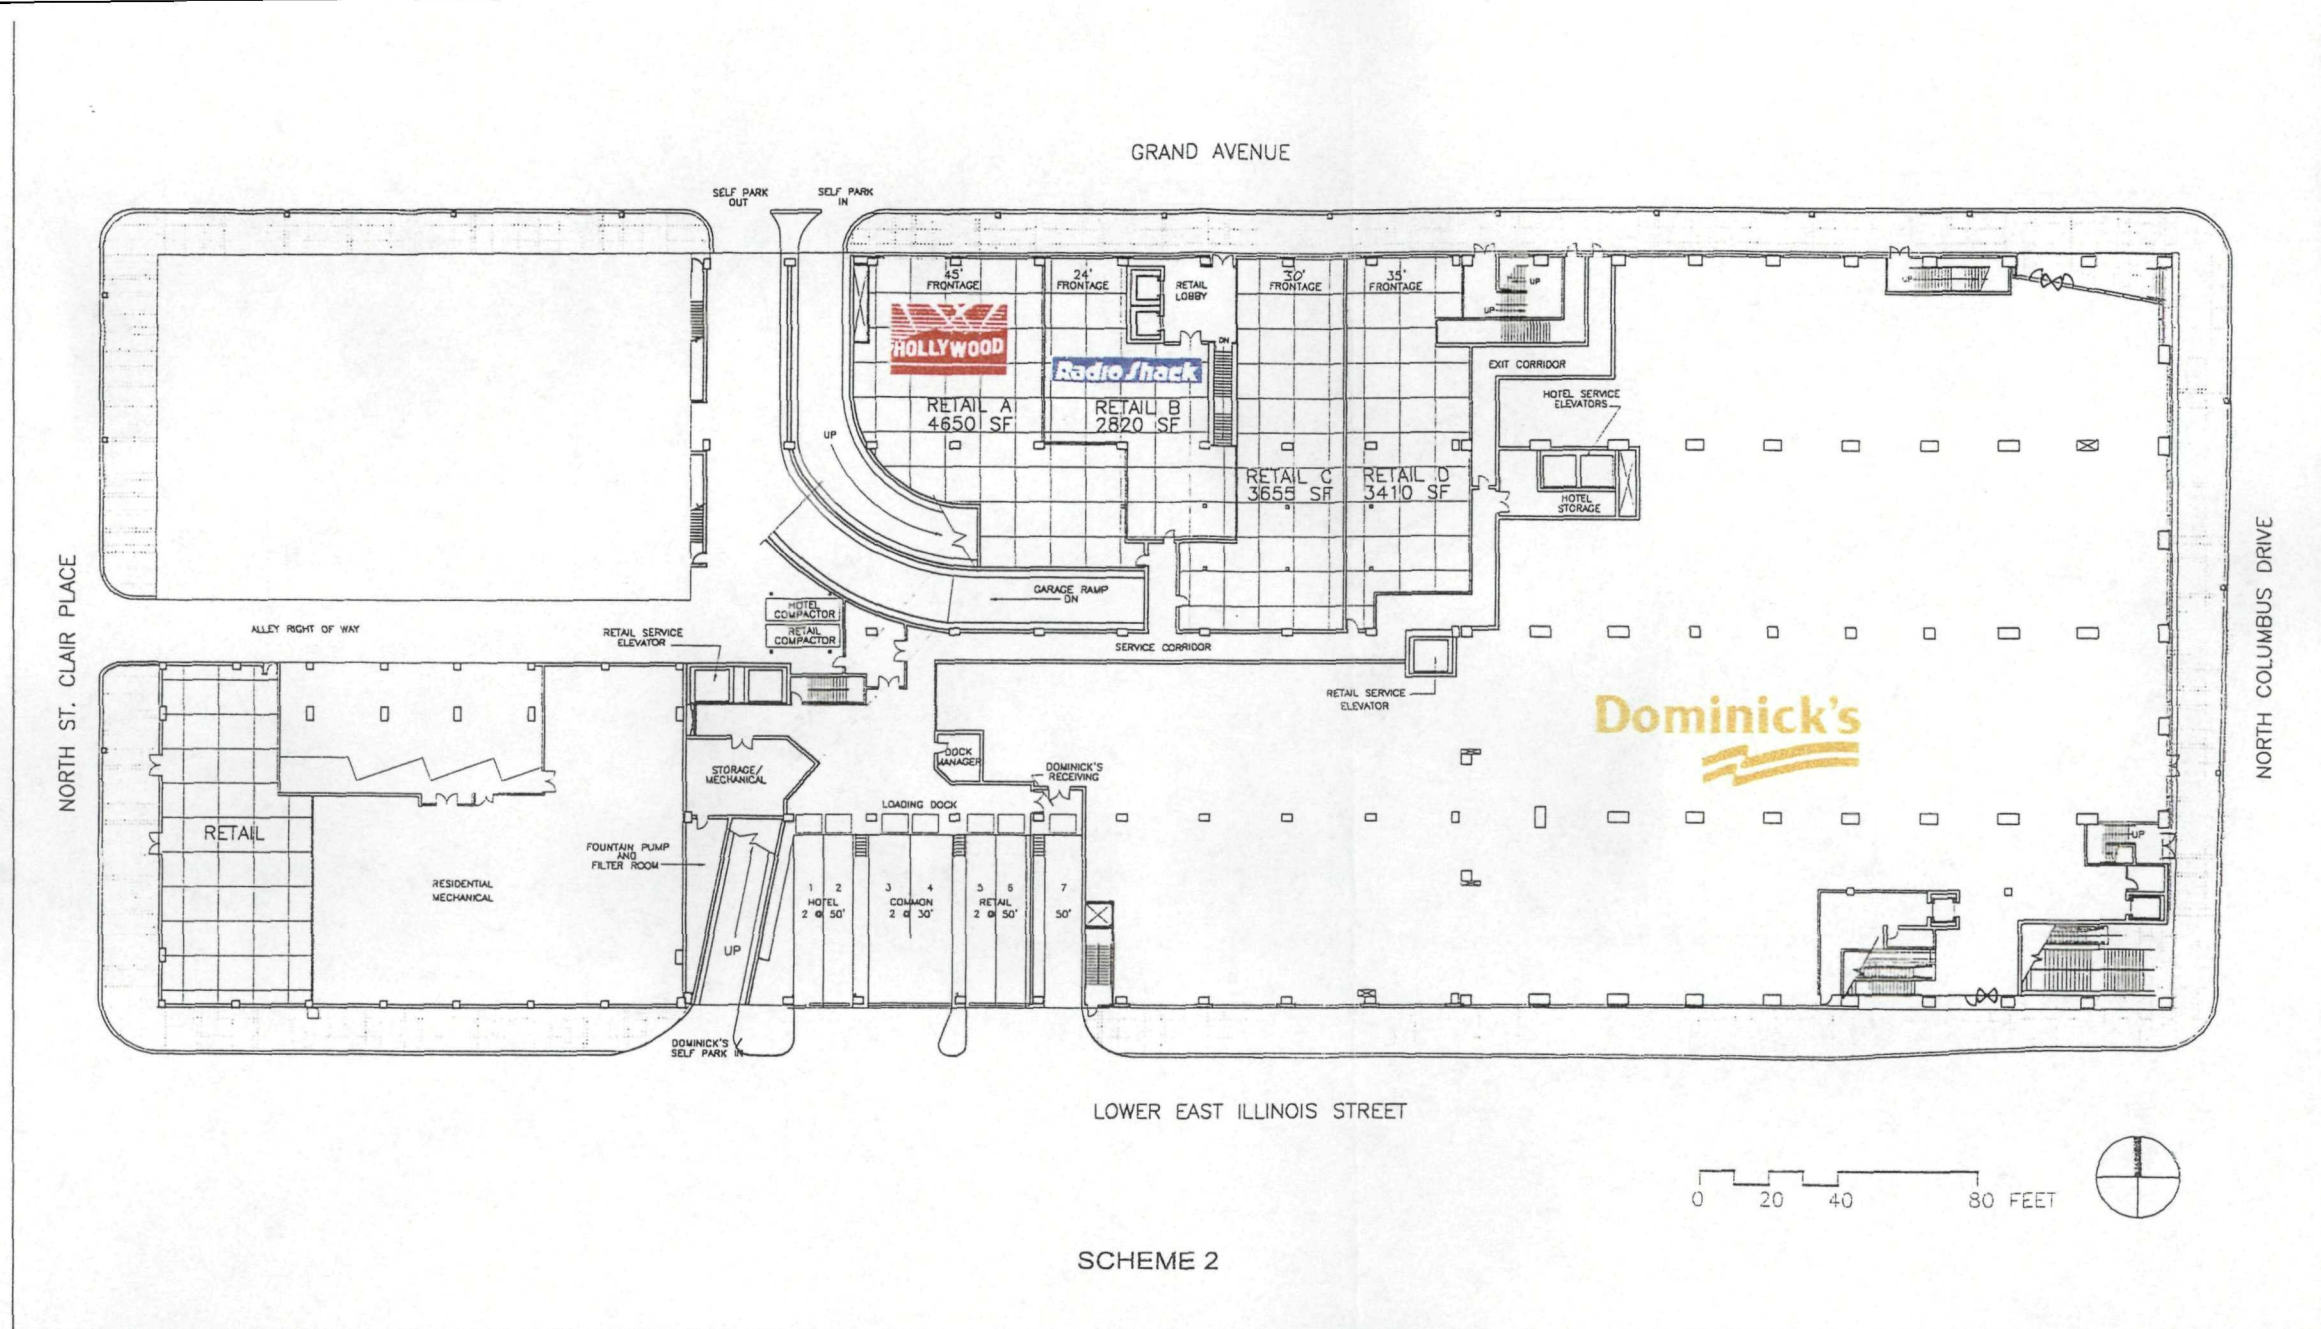 GRAND AVENUE
SELF PARK
OUT
SELF PARK
IN
45'
FRONTAGE
24'
FRONTAGE
RETAIL
LOBBY
30'
FRONTAGE
35'
FRONTAGE
UP
UP
UP
HOLLYWOOD
RadioShack
DN
EXIT CORRIDOR
HOTEL SERVICE
ELEVATORS
RETAIL A
4650 SF
RETAIL B
2820 SF
UP
RETAIL C
3655 SF
RETAIL D
3410 SF
HOTEL
STORAGE
NORTH ST. CLAIR PLACE
NORTH COLUMBUS DRIVE
GARAGE RAMP
DN
HOTEL
COMPACTOR
RETAIL
COMPACTOR
ALLEY RIGHT OF WAY
RETAIL SERVICE
ELEVATOR
SERVICE CORRIDOR
RETAIL SERVICE
ELEVATOR
Dominick's
DOCK
MANAGER
STORAGE/
MECHANICAL
DOMINICK'S
RECEIVING
LOADING DOCK
RETAIL
UP
FOUNTAIN PUMP
AND
FILTER ROOM
RESIDENTIAL
MECHANICAL
1 2
HOTEL
2 @ 50'
3 4
COMMON
2 @ 30'
5 6
RETAIL
2 @ 50'
7
50'
UP
DOMINICK'S
SELF PARK IN
LOWER EAST ILLINOIS STREET
0 20 40 80 FEET
SCHEME 2